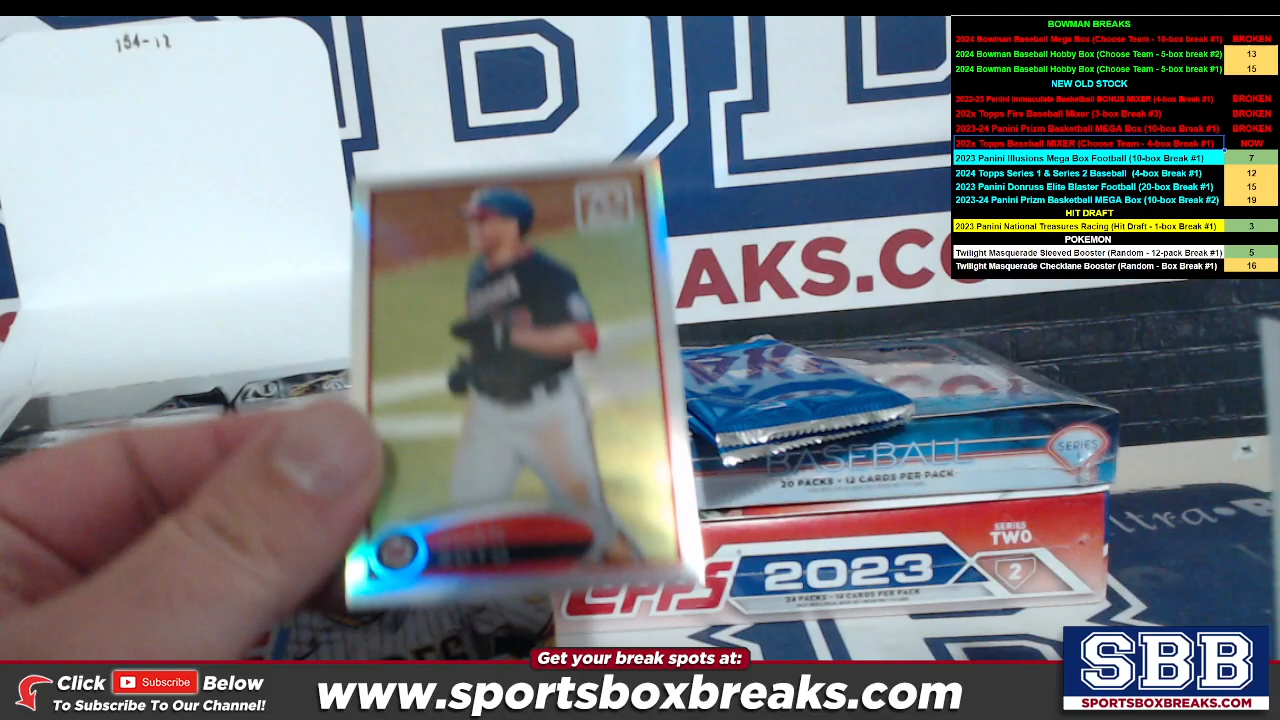 154-12
BOWMAN BREAKS
2024 Bowman Baseball Mega Box (Choose Team - 10-box break #1) BROKEN
2024 Bowman Baseball Hobby Box (Choose Team - 5-box break #2) 13
2024 Bowman Baseball Hobby Box (Choose Team - 5-box break #1) 15
NEW OLD STOCK
2022-23 Panini Immaculate Basketball BONUS MIXER (4-box Break #1) BROKEN
202x Topps Fire Baseball Mixer (3-box Break #3) BROKEN
2023-24 Panini Prizm Basketball MEGA Box (10-box Break #1) BROKEN
202x Topps Baseball MIXER (Choose Team - 4-box Break #1) NOW
2023 Panini Illusions Mega Box Football (10-box Break #1) 7
2024 Topps Series 1 & Series 2 Baseball (4-box Break #1) 12
2023 Panini Donruss Elite Blaster Football (20-box Break #1) 15
2023-24 Panini Prizm Basketball MEGA Box (10-box Break #2) 19
HIT DRAFT
2023 Panini National Treasures Racing (Hit Draft - 1-box Break #1) 3
POKEMON
Twilight Masquerade Sleeved Booster (Random - 12-pack Break #1) 5
Twilight Masquerade Checklane Booster (Random - Box Break #1) 16
AKS.CO
BASEBALL
SERIES
20 PACKS • 12 CARDS PER PACK
SERIES TWO
TOPPS 2023 2
Get your break spots at:
Click Subscribe Below
To Subscribe To Our Channel!
www.sportsboxbreaks.com
SBB
SPORTSBOXBREAKS.COM